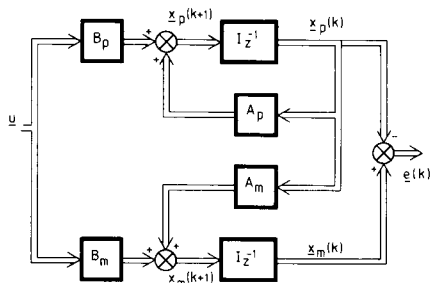 x_p(k+1)
x_p(k)
B_p
+
I z^-1
+
A_p
u
-
+
e(k)
A_m
+
+
B_m
I z^-1
x_m(k)
x_m(k+1)